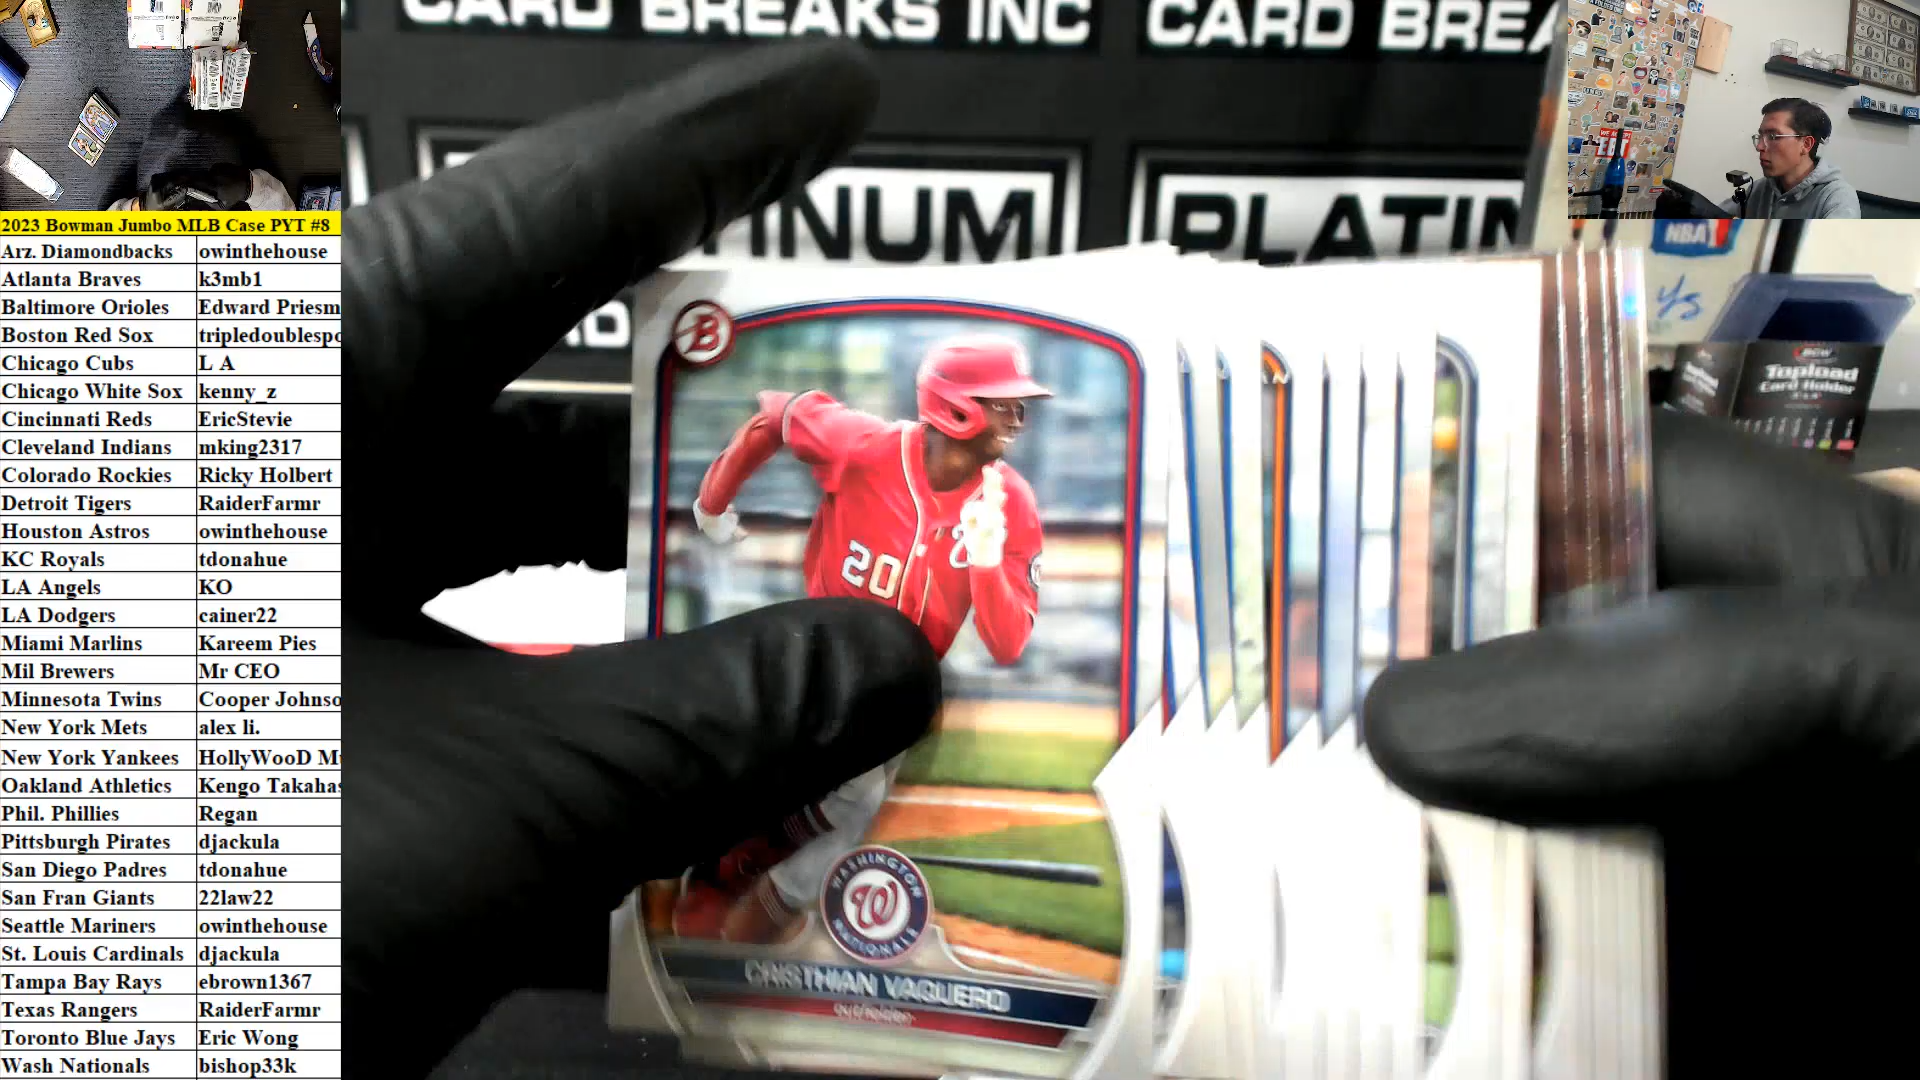 CARD BREAKS INC CARD BREA
INUM PLATIN
2023 Bowman Jumbo MLB Case PYT #8
Arz. Diamondbacks owinthehouse
Atlanta Braves k3mb1
Baltimore Orioles Edward Priesm
Boston Red Sox tripledoublespo
Chicago Cubs L A
Chicago White Sox kenny_z
Cincinnati Reds EricStevie
Cleveland Indians mking2317
Colorado Rockies Ricky Holbert
Detroit Tigers RaiderFarmr
Houston Astros owinthehouse
KC Royals tdonahue
LA Angels KO
LA Dodgers cainer22
Miami Marlins Kareem Pies
Mil Brewers Mr CEO
Minnesota Twins Cooper Johnso
New York Mets alex li.
New York Yankees HollyWooD M
Oakland Athletics Kengo Takahas
Phil. Phillies Regan
Pittsburgh Pirates djackula
San Diego Padres tdonahue
San Fran Giants 22law22
Seattle Mariners owinthehouse
St. Louis Cardinals djackula
Tampa Bay Rays ebrown1367
Texas Rangers RaiderFarmr
Toronto Blue Jays Eric Wong
Wash Nationals bishop33k
B
20
WASHINGTON
W
NATIONALS
CRISTHIAN VAQUERO
outfielder
NBA
BCW
Topload
Card Holder